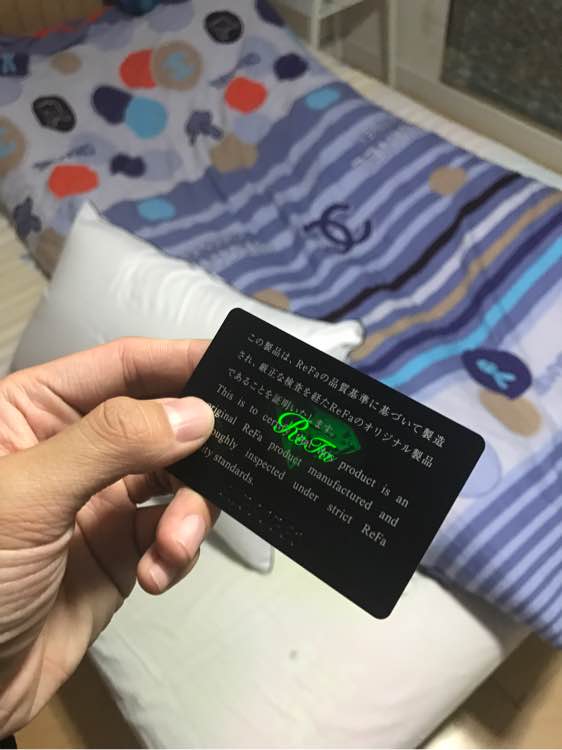 この製品は、ReFaの品質基準に基づいて製造
され、厳正な検査を経たReFaのオリジナル製品
であることを証明いたします。
This is to product is an
original ReFa product manufactured and
inspected under strict ReFa
standards.
ReFa